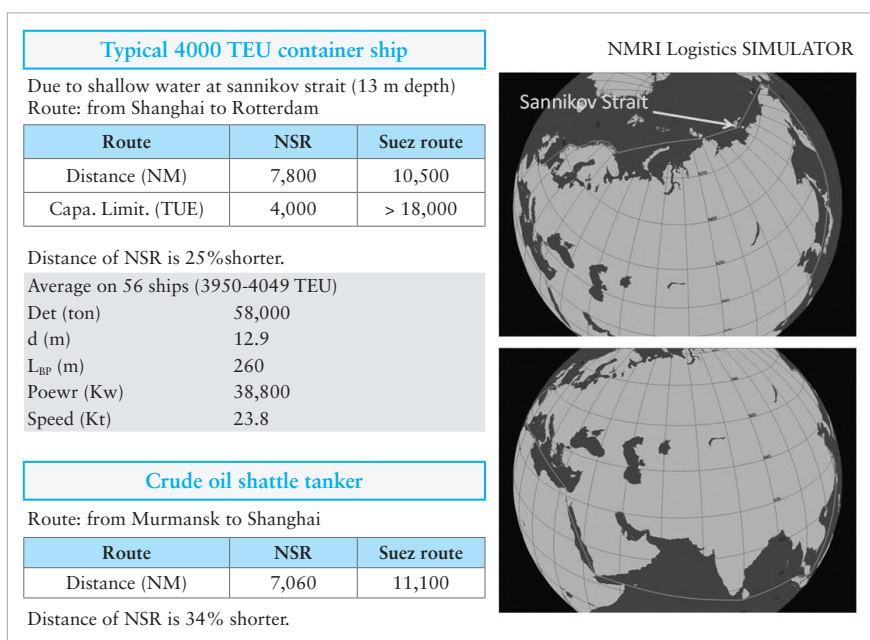 Typical 4000 TEU container ship
Due to shallow water at sannikov strait (13 m depth)
Route: from Shanghai to Rotterdam
Route NSR Suez route
Distance (NM) 7,800 10,500
Capa. Limit. (TUE) 4,000 > 18,000
Distance of NSR is 25%shorter.
Average on 56 ships (3950-4049 TEU)
Det (ton) 58,000
d (m) 12.9
LBP (m) 260
Poewr (Kw) 38,800
Speed (Kt) 23.8
Crude oil shattle tanker
Route: from Murmansk to Shanghai
Route NSR Suez route
Distance (NM) 7,060 11,100
Distance of NSR is 34% shorter.
NMRI Logistics SIMULATOR
Sannikov Strait